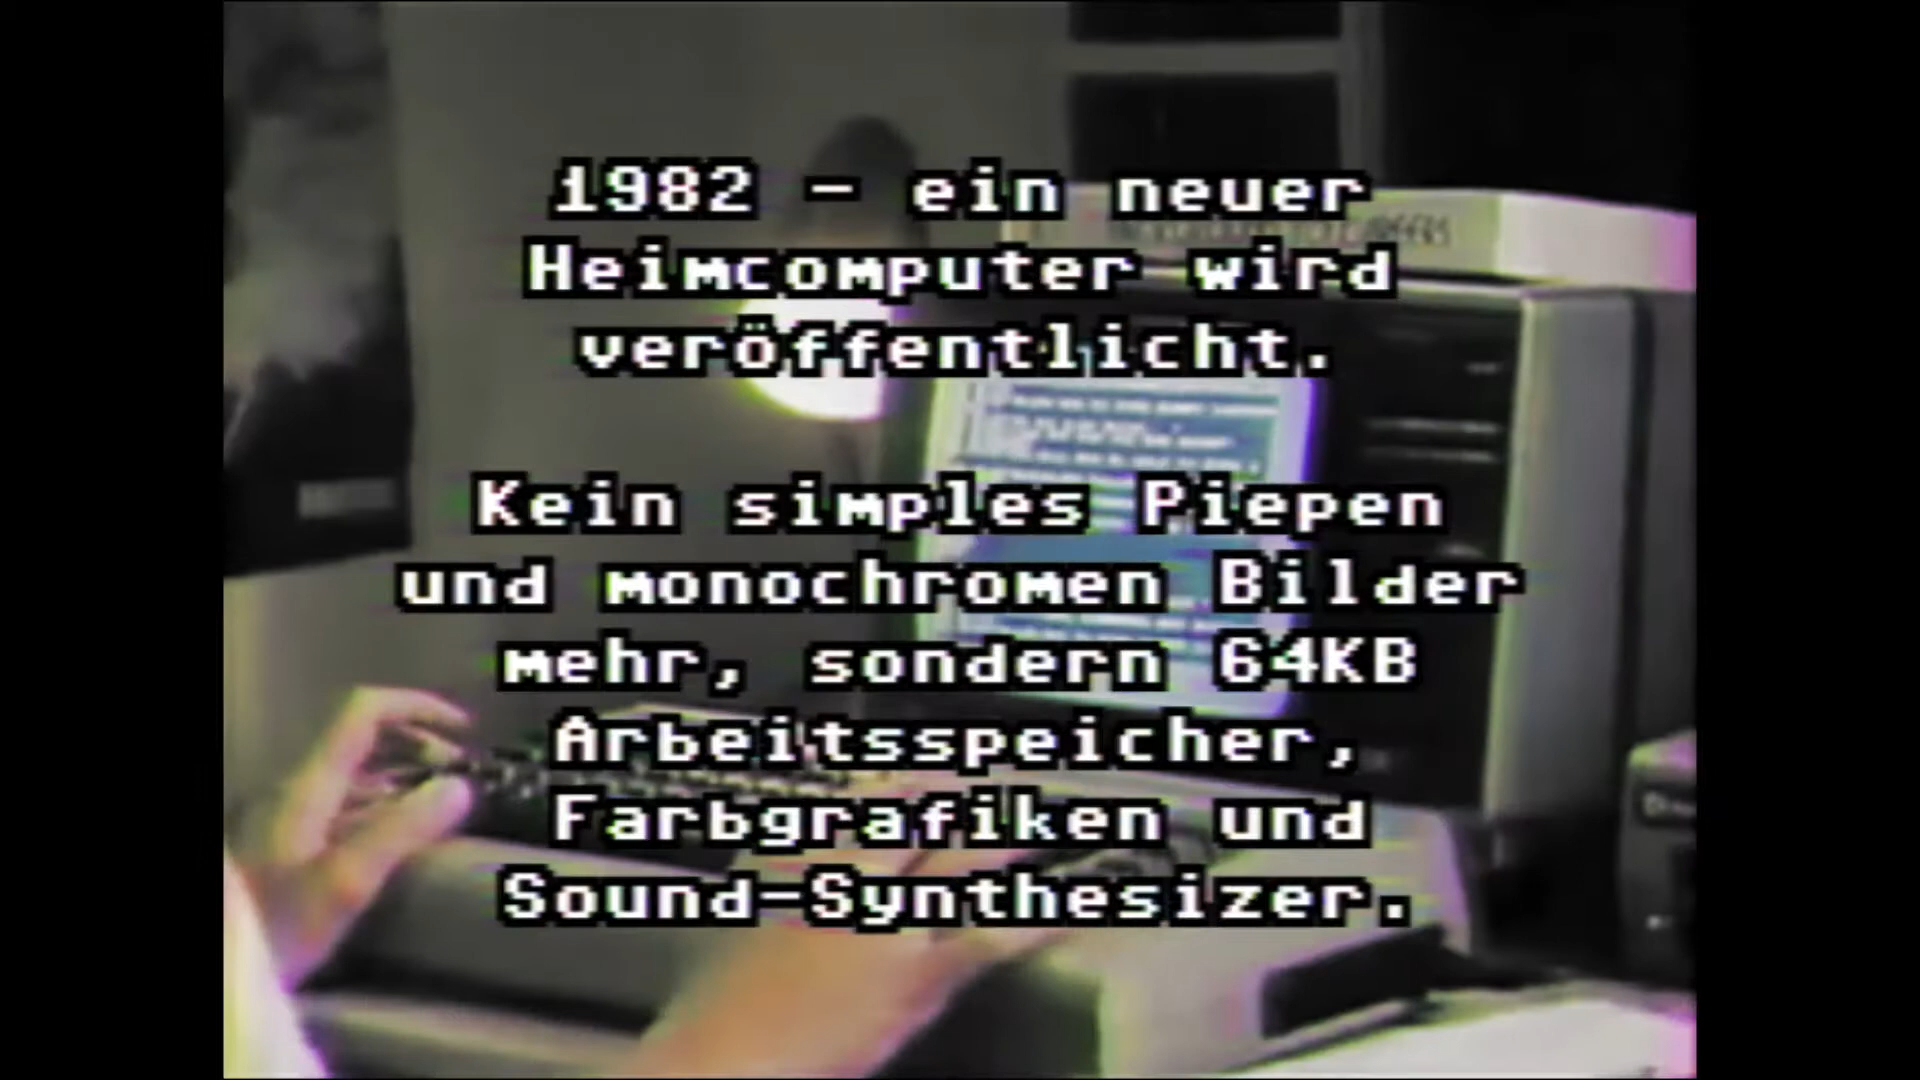 1982 – ein neuer
Heimcomputer wird
veröffentlicht.
Kein simples Piepen
und monochromen Bilder
mehr, sondern 64KB
Arbeitsspeicher,
Farbgrafiken und
Sound-Synthesizer.